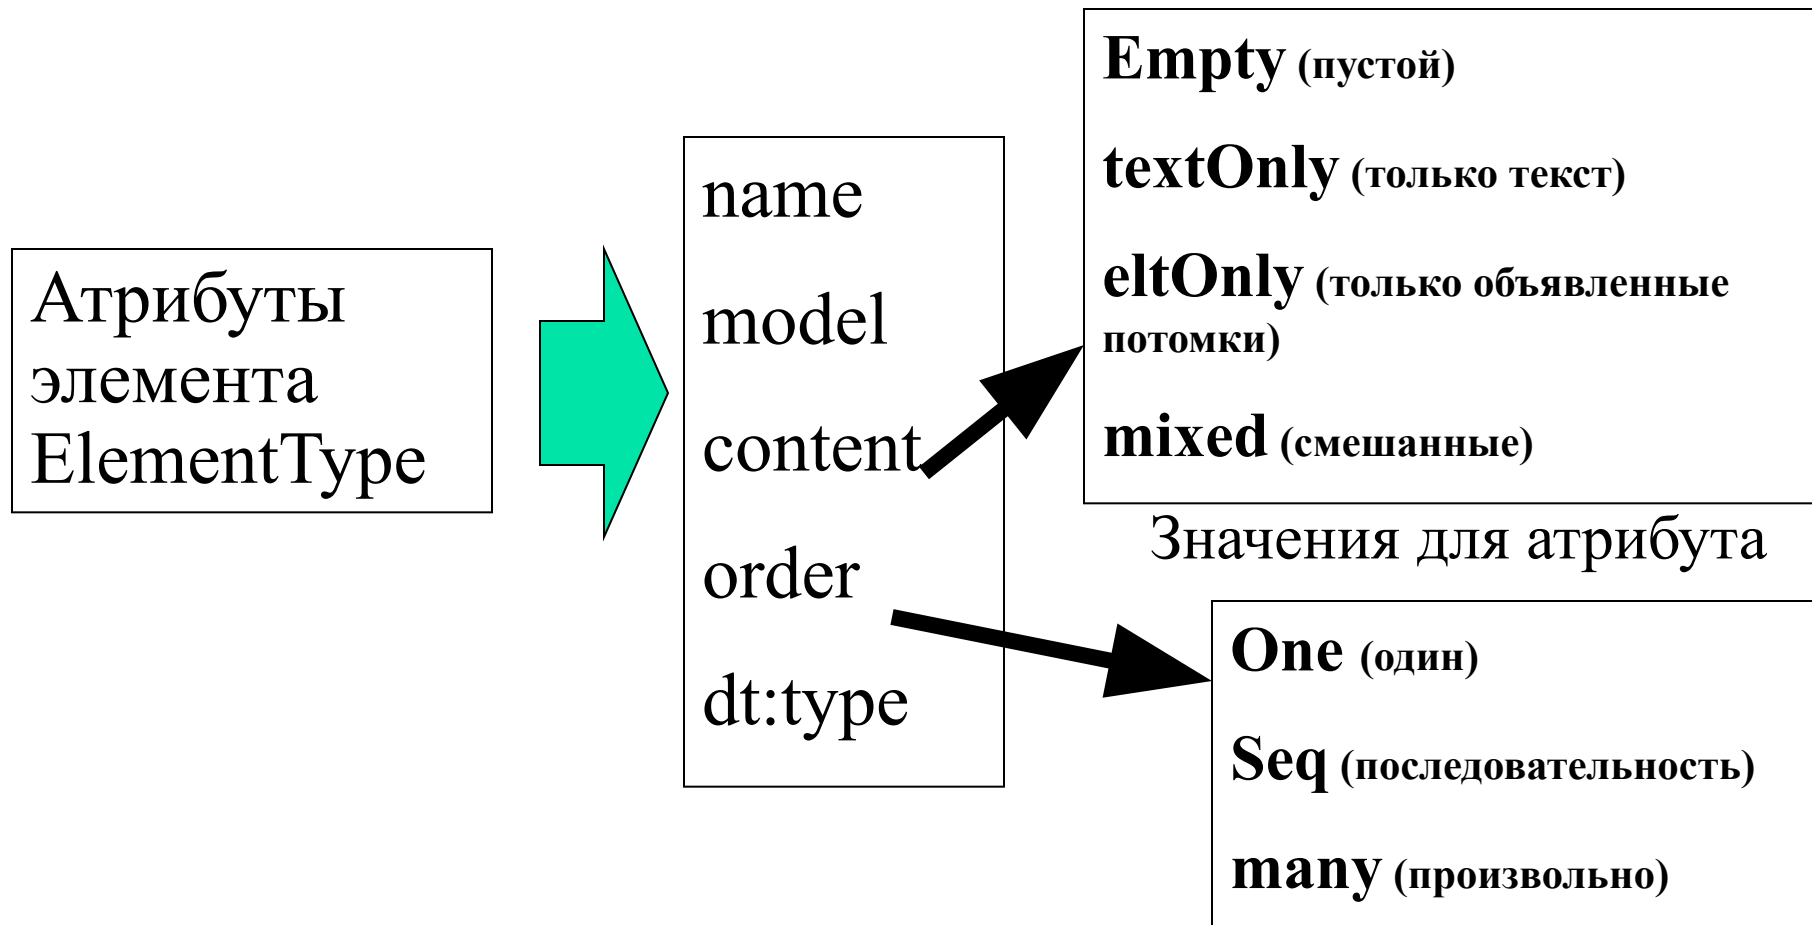 Атрибуты
элемента
ElementType
name
model
content
order
dt:type
Empty (пустой)
textOnly (только текст)
eltOnly (только объявленные
потомки)
mixed (смешанные)
Значения для атрибута
One (один)
Seq (последовательность)
many (произвольно)